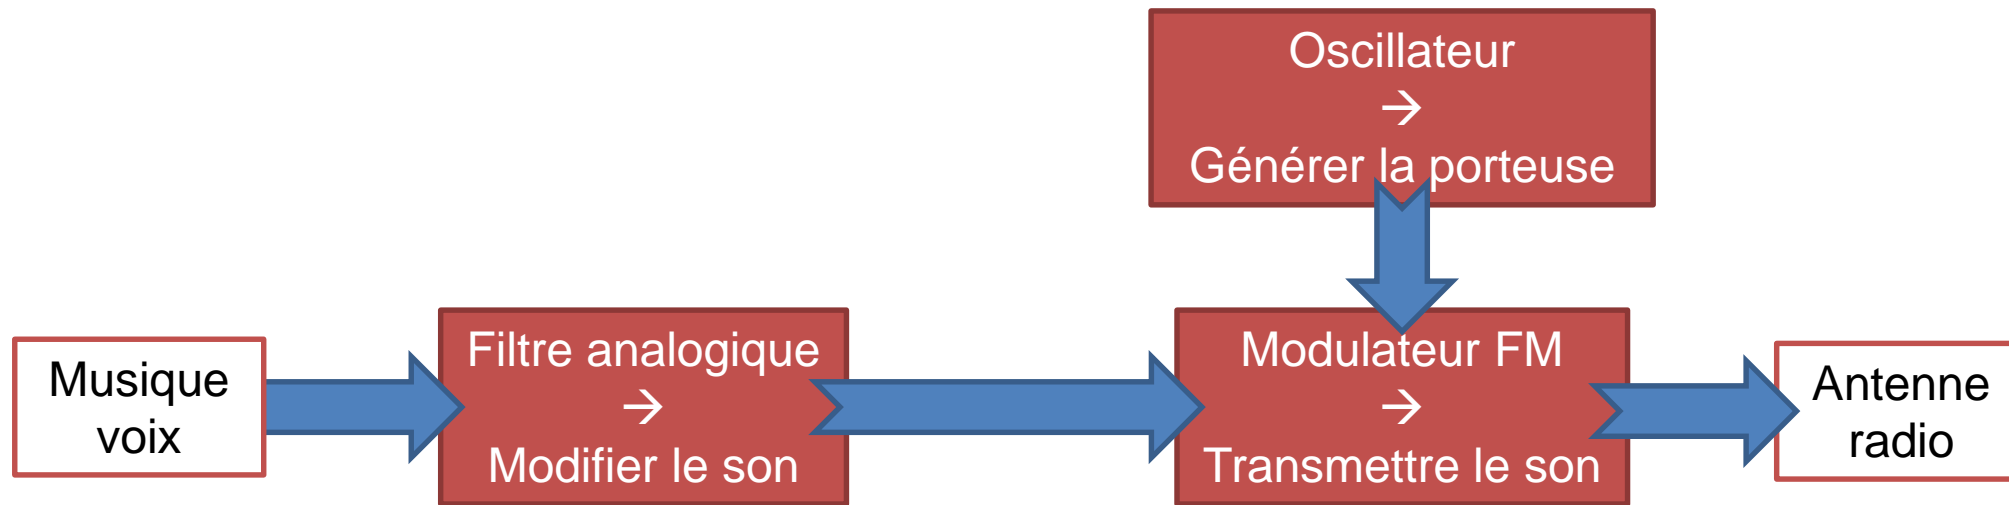 Oscillateur
→
Générer la porteuse
Musique
voix
Filtre analogique
→
Modifier le son
Modulateur FM
→
Transmettre le son
Antenne
radio